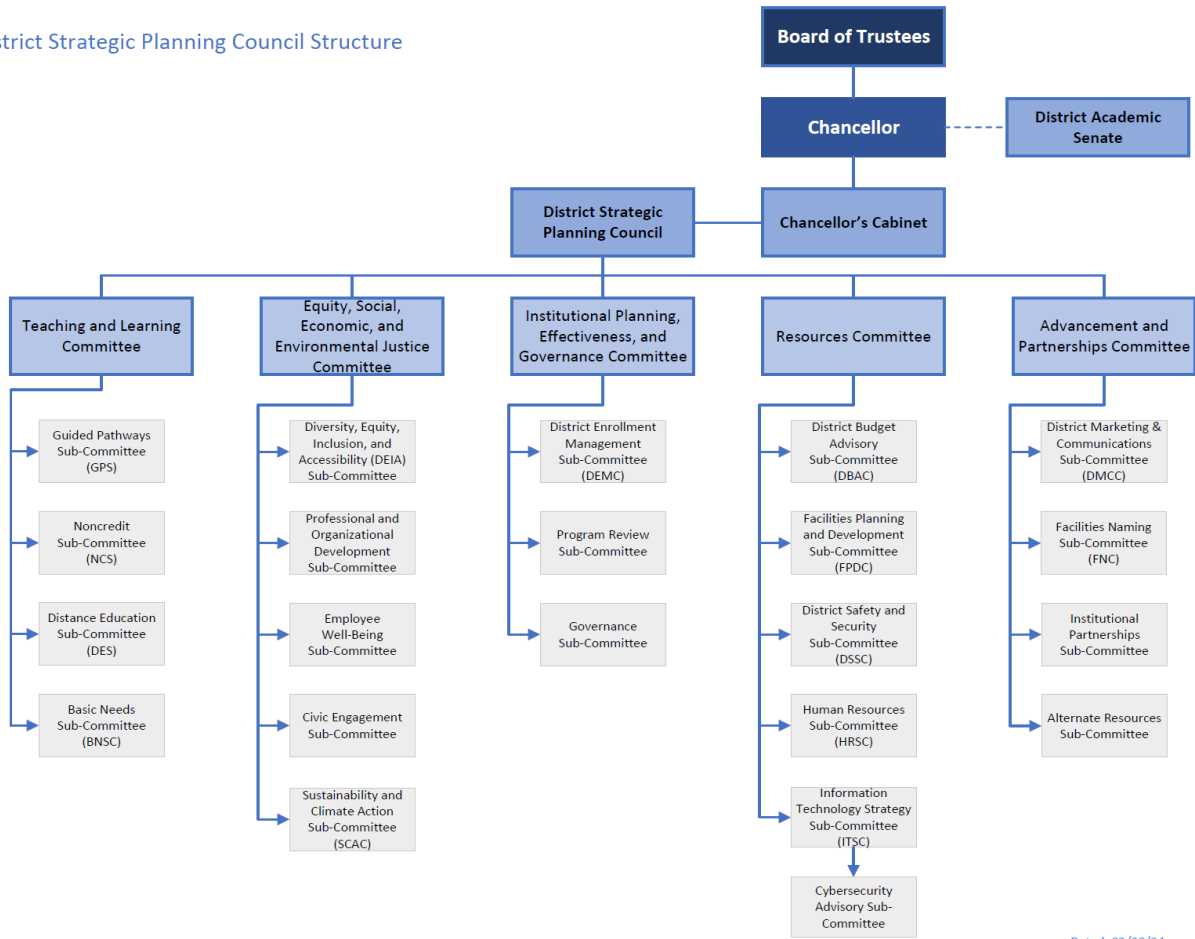 Strategic Planning Council Structure
Board of Trustees
Chancellor
District Academic
Senate
District Strategic
Planning Council
Chancellor’s Cabinet
Teaching and Learning
Committee
Equity, Social,
Economic, and
Environmental Justice
Committee
Institutional Planning,
Effectiveness, and
Governance Committee
Resources Committee
Advancement and
Partnerships Committee
Guided Pathways
Sub-Committee
(GPS)
Noncredit
Sub-Committee
(NCS)
Distance Education
Sub-Committee
(DES)
Basic Needs
Sub-Committee
(BNSC)
Diversity, Equity,
Inclusion, and
Accessibility (DEIA)
Sub-Committee
Professional and
Organizational
Development
Sub-Committee
Employee
Well-Being
Sub-Committee
Civic Engagement
Sub-Committee
Sustainability and
Climate Action
Sub-Committee
(SCAC)
District Enrollment
Management
Sub-Committee
(DEMC)
Program Review
Sub-Committee
Governance
Sub-Committee
District Budget
Advisory
Sub-Committee
(DBAC)
Facilities Planning
and Development
Sub-Committee
(FPDC)
District Safety and
Security
Sub-Committee
(DSSC)
Human Resources
Sub-Committee
(HRSC)
Information
Technology Strategy
Sub-Committee
(ITSC)
Cybersecurity
Advisory Sub-
Committee
District Marketing &
Communications
Sub-Committee
(DMCC)
Facilities Naming
Sub-Committee
(FNC)
Institutional
Partnerships
Sub-Committee
Alternate Resources
Sub-Committee